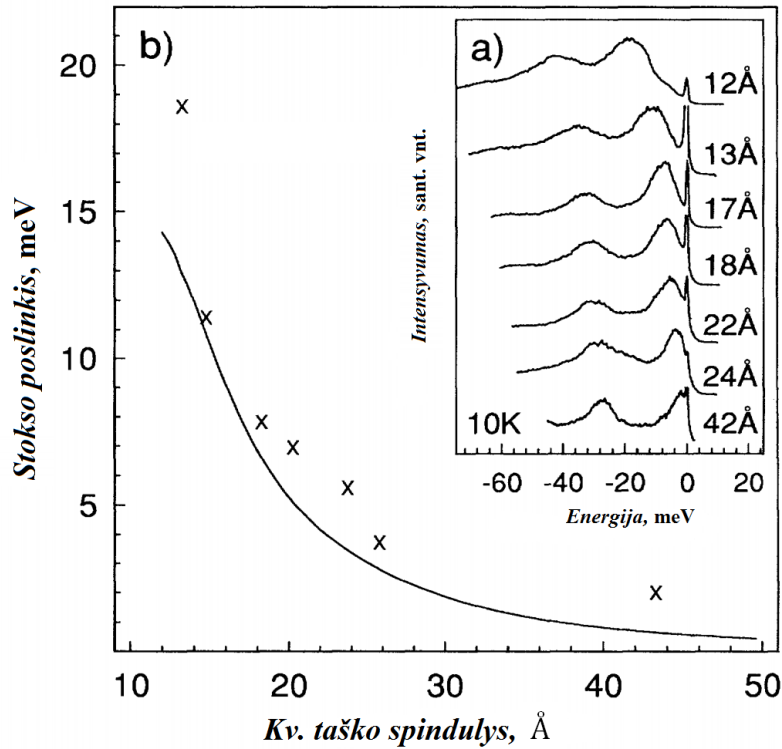 b)
a)
20
15
10
5
Stokso poslinkis, meV
10
20
30
40
50
Kv. taško spindulys, Å
Intensyvumas, sant. vnt.
12Å
13Å
17Å
18Å
22Å
24Å
42Å
10K
-60
-40
-20
0
20
Energija, meV